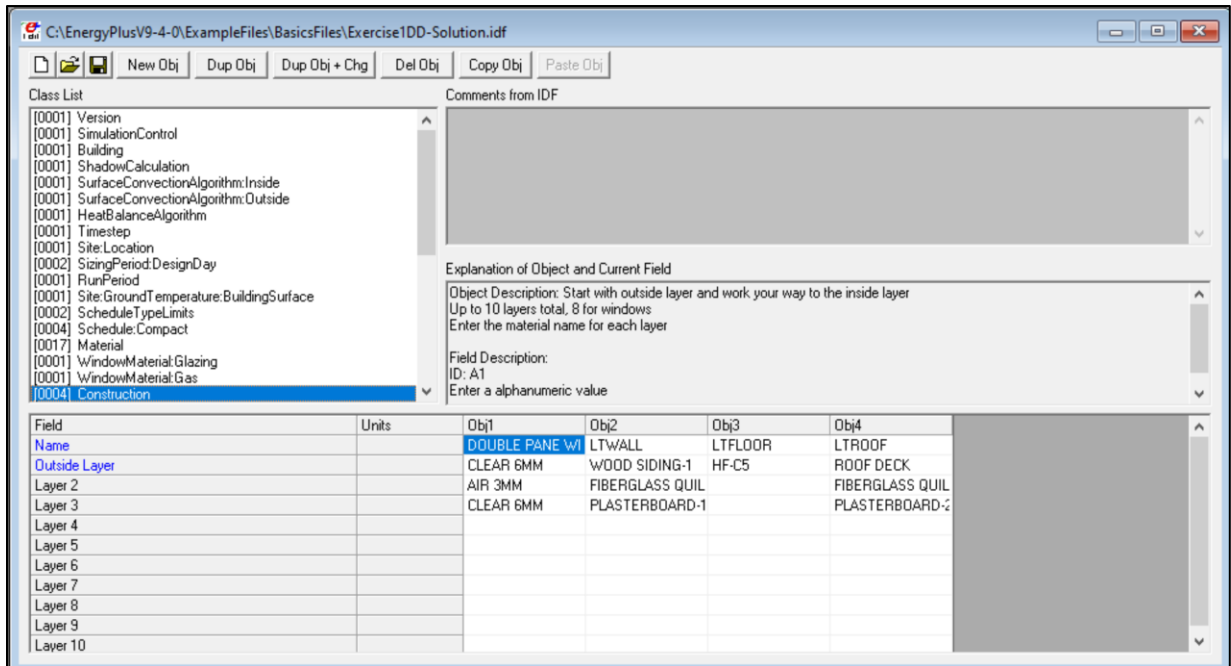 C:\EnergyPlusV9-4-0\ExampleFiles\BasicsFiles\Exercise1DD-Solution.idf
New Obj Dup Obj Dup Obj + Chg Del Obj Copy Obj Paste Obj
Class List
[0001] Version
[0001] SimulationControl
[0001] Building
[0001] ShadowCalculation
[0001] SurfaceConvectionAlgorithm:Inside
[0001] SurfaceConvectionAlgorithm:Outside
[0001] HeatBalanceAlgorithm
[0001] Timestep
[0001] Site:Location
[0002] SizingPeriod:DesignDay
[0001] RunPeriod
[0001] Site:GroundTemperature:BuildingSurface
[0002] ScheduleTypeLimits
[0004] Schedule:Compact
[0017] Material
[0001] WindowMaterial:Glazing
[0001] WindowMaterial:Gas
[0004] Construction
Comments from IDF
Explanation of Object and Current Field
Object Description: Start with outside layer and work your way to the inside layer
Up to 10 layers total, 8 for windows
Enter the material name for each layer
Field Description:
ID: A1
Enter a alphanumeric value
Field Units Obj1 Obj2 Obj3 Obj4
Name DOUBLE PANE WI LTWALL LTFLOOR LTROOF
Outside Layer CLEAR 6MM WOOD SIDING-1 HF-C5 ROOF DECK
Layer 2 AIR 3MM FIBERGLASS QUIL FIBERGLASS QUIL
Layer 3 CLEAR 6MM PLASTERBOARD-1 PLASTERBOARD-2
Layer 4
Layer 5
Layer 6
Layer 7
Layer 8
Layer 9
Layer 10